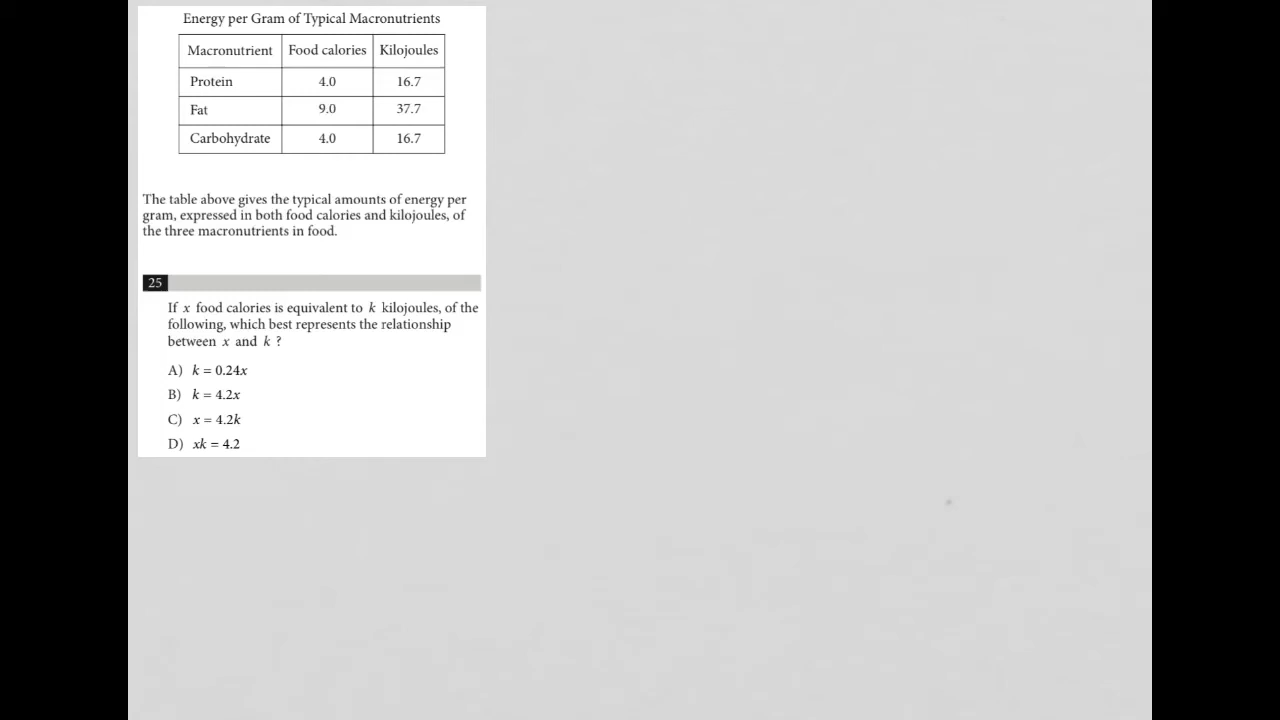 Energy per Gram of Typical Macronutrients
Macronutrient Food calories Kilojoules
Protein 4.0 16.7
Fat 9.0 37.7
Carbohydrate 4.0 16.7
The table above gives the typical amounts of energy per
gram, expressed in both food calories and kilojoules, of
the three macronutrients in food.
25
If x food calories is equivalent to k kilojoules, of the
following, which best represents the relationship
between x and k ?
A) k = 0.24x
B) k = 4.2x
C) x = 4.2k
D) xk = 4.2